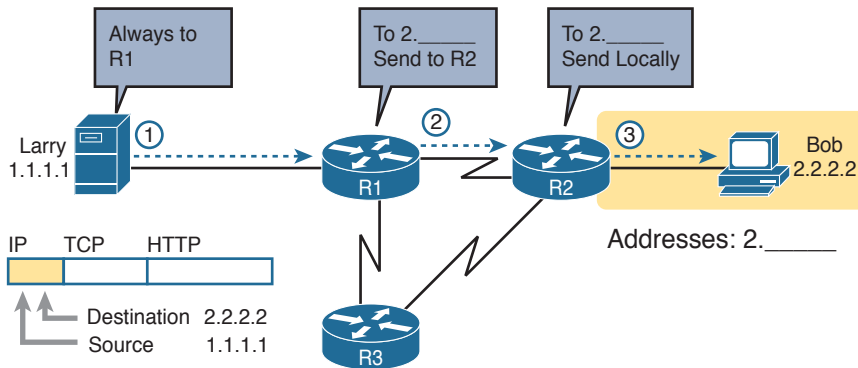 Always to
R1
To 2._____
Send to R2
To 2._____
Send Locally
1
2
3
Larry
1.1.1.1
R1
R2
Bob
2.2.2.2
Addresses: 2._____
IP TCP HTTP
Destination 2.2.2.2
Source 1.1.1.1
R3